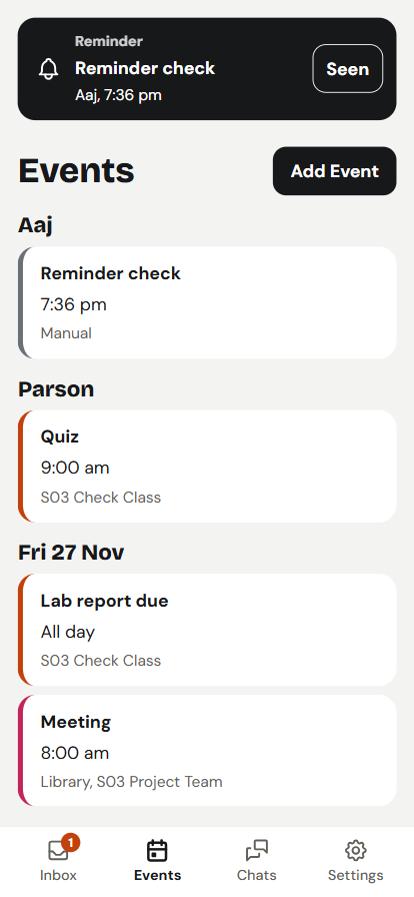 Reminder
Reminder check
Aaj, 7:36 pm
Seen
Events
Add Event
Aaj
Reminder check
7:36 pm
Manual
Parson
Quiz
9:00 am
S03 Check Class
Fri 27 Nov
Lab report due
All day
S03 Check Class
Meeting
8:00 am
Library, S03 Project Team
1
Inbox
Events
Chats
Settings